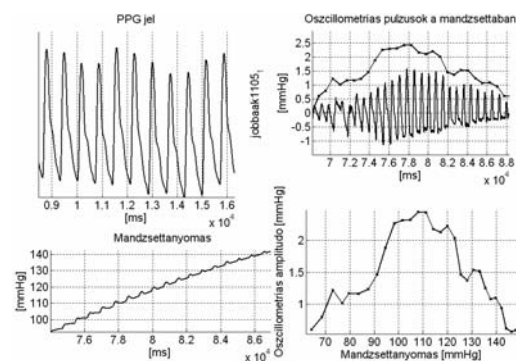 PPG jel
0.9 1 1.1 1.2 1.3 1.4 1.5 1.6
[ms]
x 10⁴
jobbaak1105₁
Oszcillometrias pulzusok a mandzsettaban
[mmHg]
2.5
2
1.5
1
0.5
0
-0.5
-1
7 7.2 7.4 7.6 7.8 8 8.2 8.4 8.6 8.8
[ms]
x 10⁴
Mandzsettanyomas
[mmHg]
140
130
120
110
100
7.6 7.8 8 8.2 8.4 8.6
[ms]
x 10⁴
Oszcillometrias amplitudo [mmHg]
2
1.5
1
64 70 80 90 100 110 120 130 140
Mandzsettanyomas [mmHg]